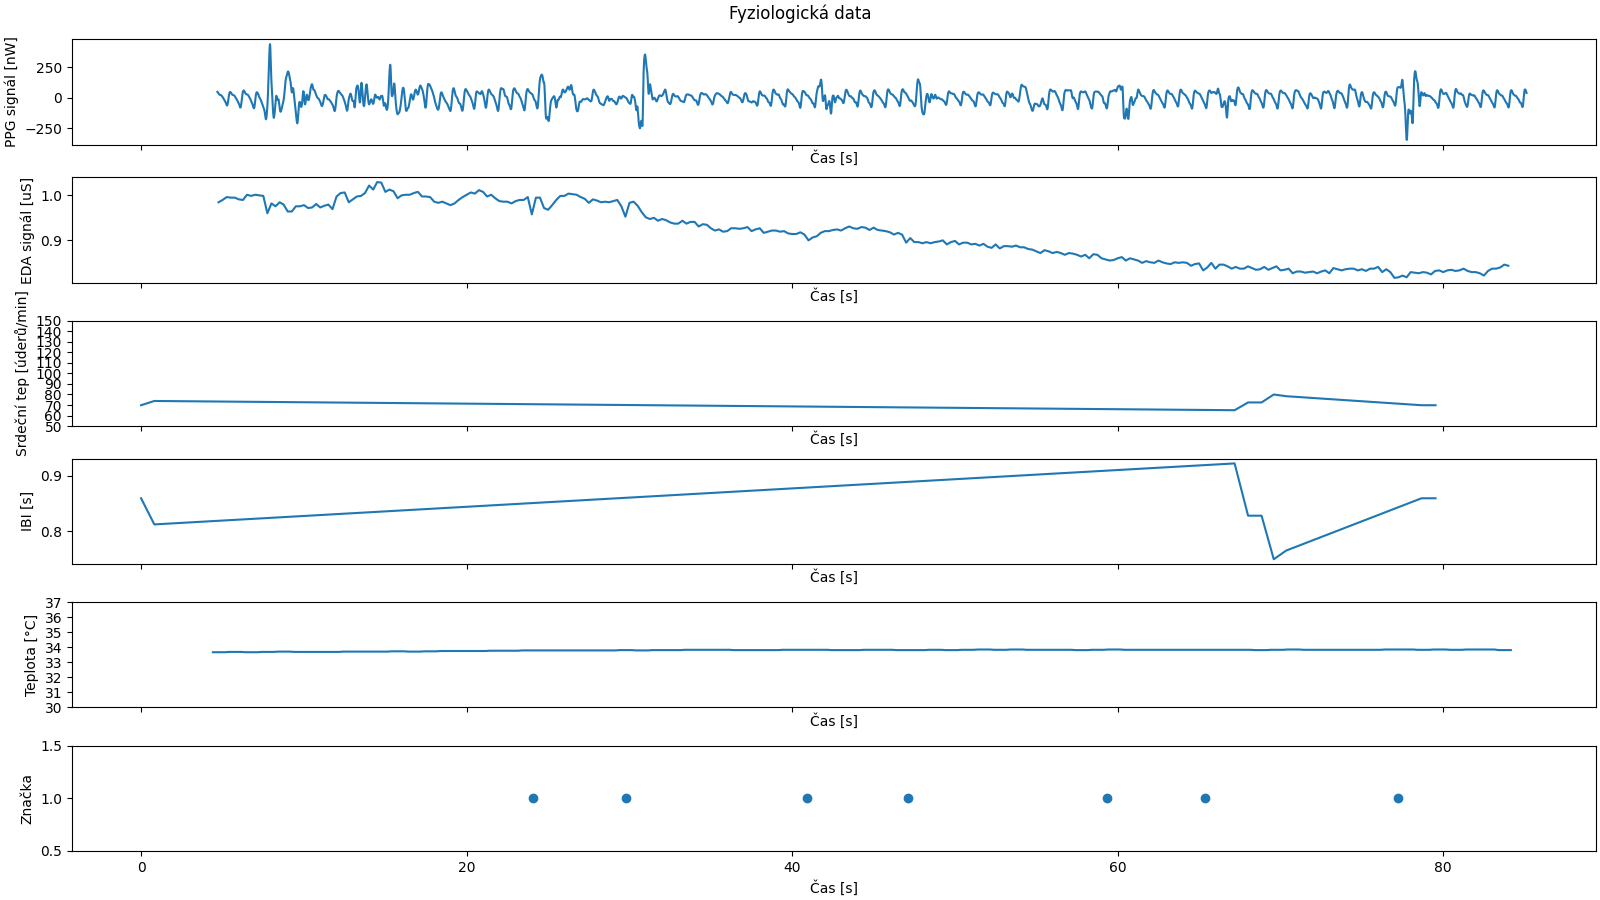 Fyziologická data
PPG signál [nW]
250
0
−250
Čas [s]
EDA signál [uS]
1.0
0.9
Čas [s]
Srdeční tep [úderů/min]
150
140
130
120
110
100
90
80
70
60
50
Čas [s]
IBI [s]
0.9
0.8
Čas [s]
Teplota [°C]
37
36
35
34
33
32
31
30
Čas [s]
Značka
1.5
1.0
0.5
0 20 40 60 80
Čas [s]